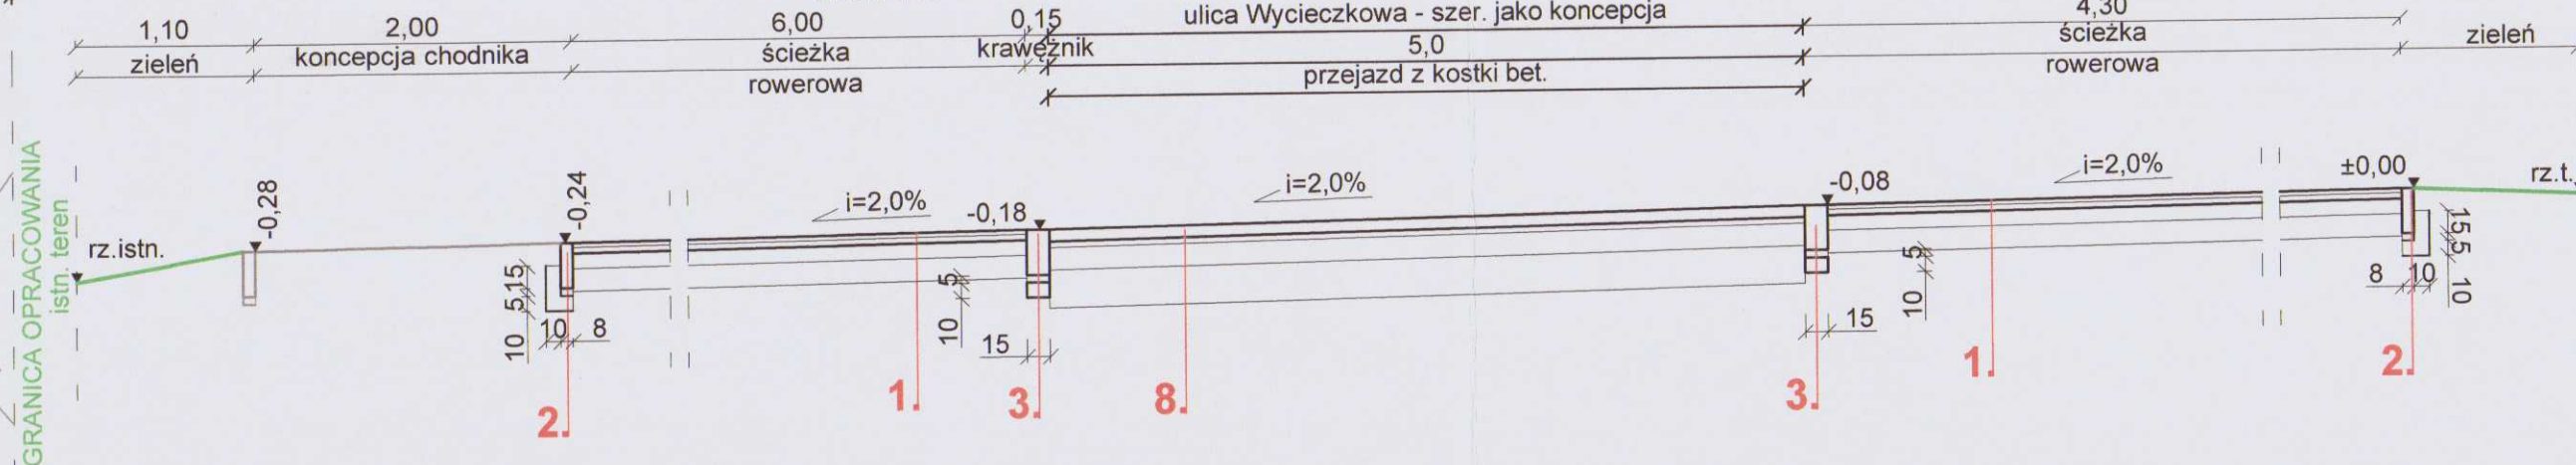 1,10
2,00
6,00
0,15
ulica Wycieczkowa - szer. jako koncepcja
4,30
zieleń
koncepcja chodnika
ścieżka
krawężnik
5,0
ścieżka
zieleń
rowerowa
przejazd z kostki bet.
rowerowa
GRANICA OPRACOWANIA
istn. teren
rz.istn.
-0,28
-0,24
i=2,0%
-0,18
i=2,0%
-0,08
i=2,0%
±0,00
rz.t.
15
5
10
10
8
5
10
15
15
5
10
15
5
10
8
10
2.
1.
3.
8.
3.
1.
2.